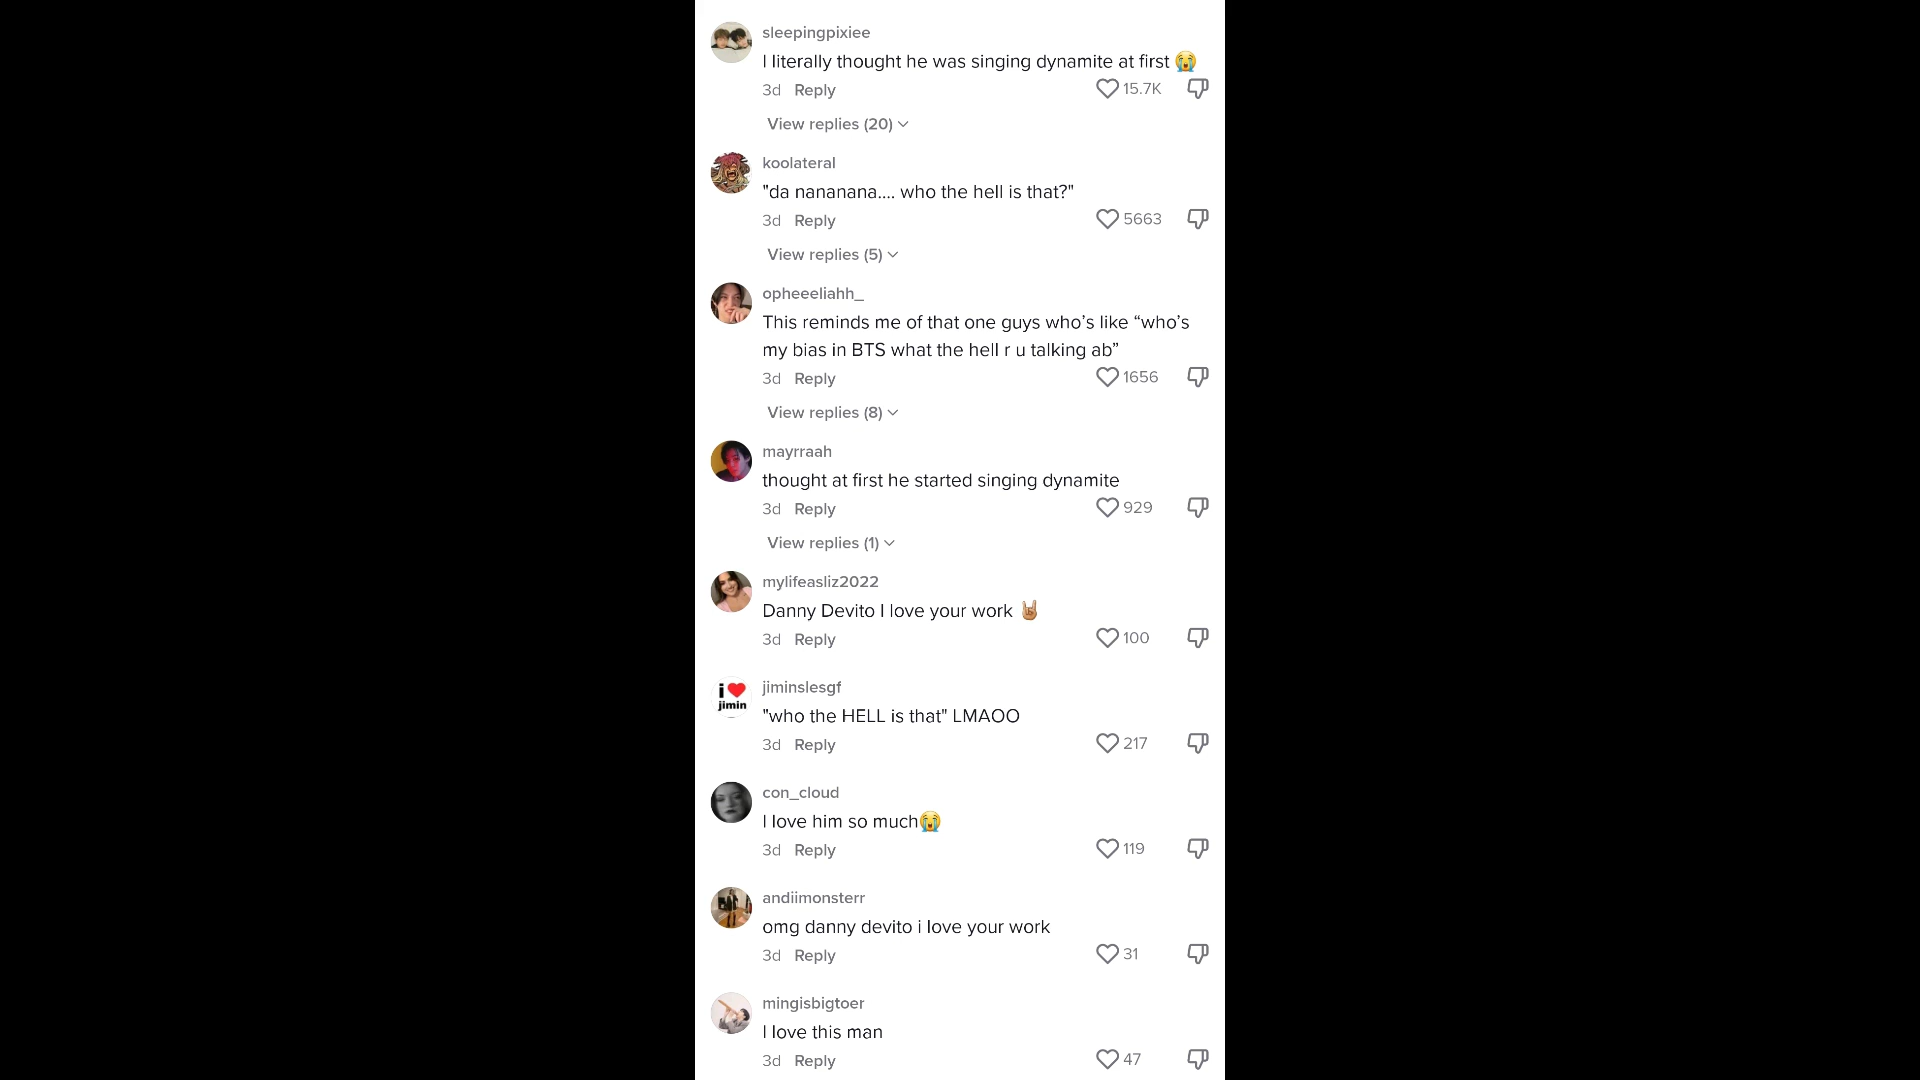 sleepingpixiee
I literally thought he was singing dynamite at first 😭
3d Reply 15.7K
View replies (20)
koolateral
"da nananana.... who the hell is that?"
3d Reply 5663
View replies (5)
opheeeliahh_
This reminds me of that one guys who’s like “who’s
my bias in BTS what the hell r u talking ab”
3d Reply 1656
View replies (8)
mayrraah
thought at first he started singing dynamite
3d Reply 929
View replies (1)
mylifeasliz2022
Danny Devito I love your work 🤘🏼
3d Reply 100
i ❤ jimin
jiminslesgf
"who the HELL is that" LMAOO
3d Reply 217
con_cloud
I love him so much😭
3d Reply 119
andiimonsterr
omg danny devito i love your work
3d Reply 31
mingisbigtoer
I love this man
3d Reply 47